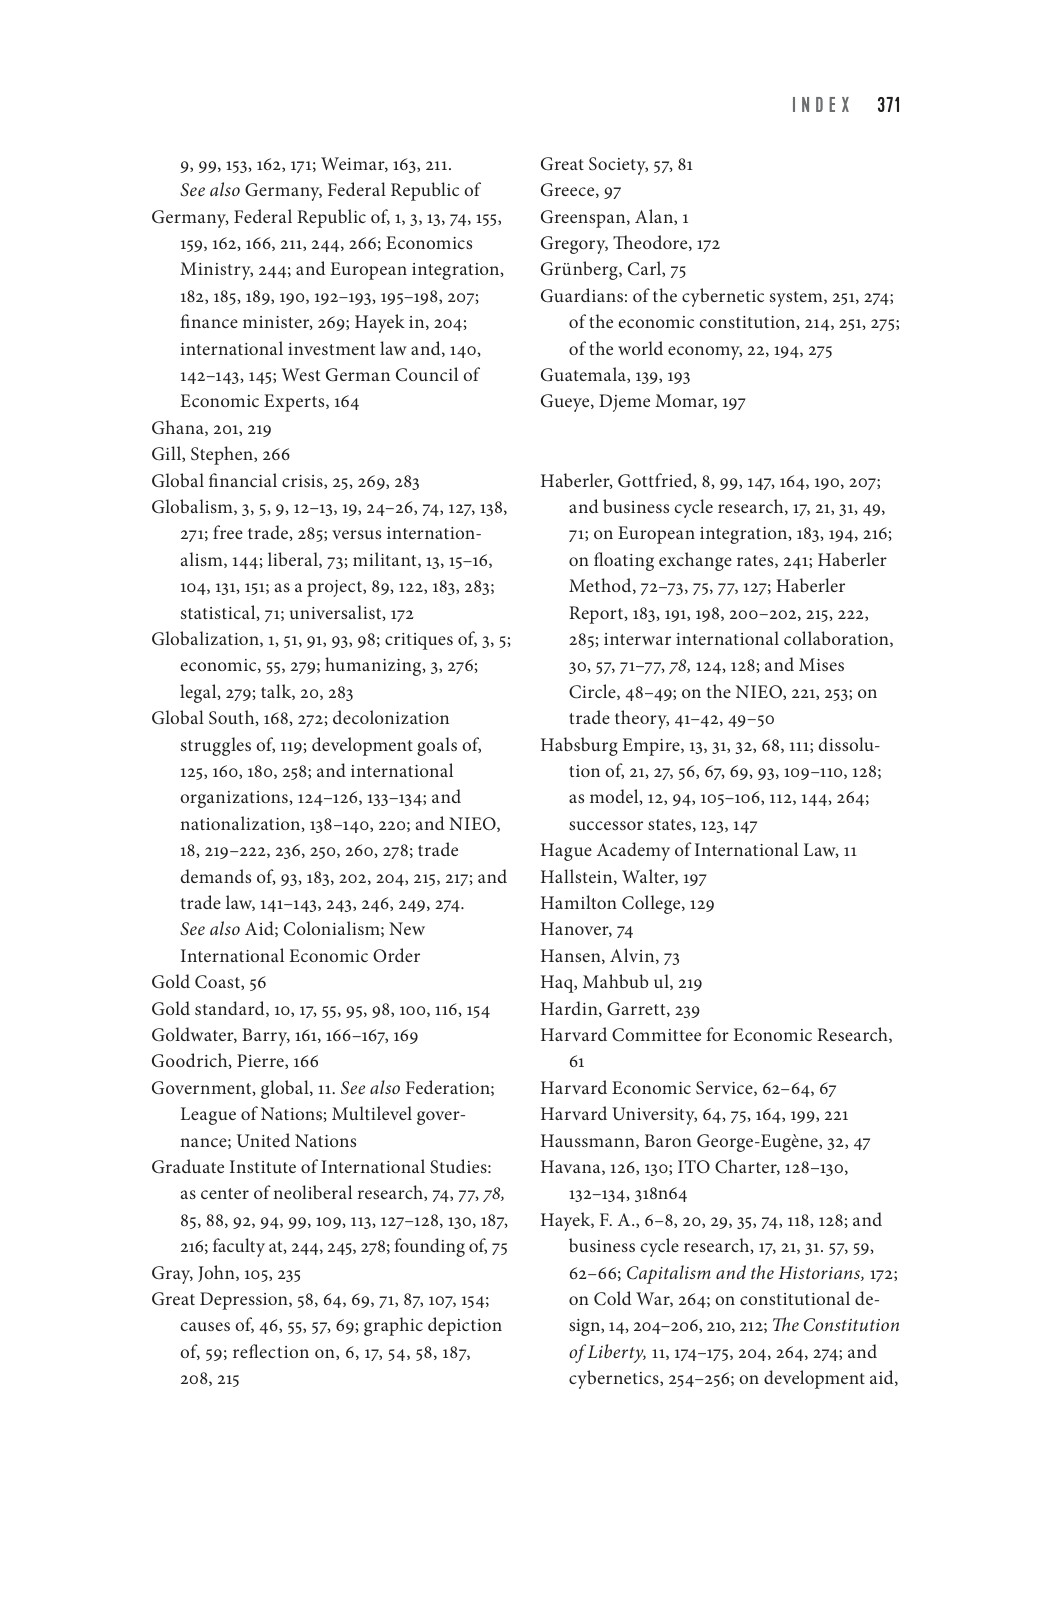 INDEX 371
9, 99, 153, 162, 171; Weimar, 163, 211.
See also Germany, Federal Republic of
Germany, Federal Republic of, 1, 3, 13, 74, 155,
159, 162, 166, 211, 244, 266; Economics
Ministry, 244; and European integration,
182, 185, 189, 190, 192–193, 195–198, 207;
finance minister, 269; Hayek in, 204;
international investment law and, 140,
142–143, 145; West German Council of
Economic Experts, 164
Ghana, 201, 219
Gill, Stephen, 266
Global financial crisis, 25, 269, 283
Globalism, 3, 5, 9, 12–13, 19, 24–26, 74, 127, 138,
271; free trade, 285; versus internation-
alism, 144; liberal, 73; militant, 13, 15–16,
104, 131, 151; as a project, 89, 122, 183, 283;
statistical, 71; universalist, 172
Globalization, 1, 51, 91, 93, 98; critiques of, 3, 5;
economic, 55, 279; humanizing, 3, 276;
legal, 279; talk, 20, 283
Global South, 168, 272; decolonization
struggles of, 119; development goals of,
125, 160, 180, 258; and international
organizations, 124–126, 133–134; and
nationalization, 138–140, 220; and NIEO,
18, 219–222, 236, 250, 260, 278; trade
demands of, 93, 183, 202, 204, 215, 217; and
trade law, 141–143, 243, 246, 249, 274.
See also Aid; Colonialism; New
International Economic Order
Gold Coast, 56
Gold standard, 10, 17, 55, 95, 98, 100, 116, 154
Goldwater, Barry, 161, 166–167, 169
Goodrich, Pierre, 166
Government, global, 11. See also Federation;
League of Nations; Multilevel gover-
nance; United Nations
Graduate Institute of International Studies:
as center of neoliberal research, 74, 77, 78,
85, 88, 92, 94, 99, 109, 113, 127–128, 130, 187,
216; faculty at, 244, 245, 278; founding of, 75
Gray, John, 105, 235
Great Depression, 58, 64, 69, 71, 87, 107, 154;
causes of, 46, 55, 57, 69; graphic depiction
of, 59; reflection on, 6, 17, 54, 58, 187,
208, 215
Great Society, 57, 81
Greece, 97
Greenspan, Alan, 1
Gregory, Theodore, 172
Grünberg, Carl, 75
Guardians: of the cybernetic system, 251, 274;
of the economic constitution, 214, 251, 275;
of the world economy, 22, 194, 275
Guatemala, 139, 193
Gueye, Djeme Momar, 197
Haberler, Gottfried, 8, 99, 147, 164, 190, 207;
and business cycle research, 17, 21, 31, 49,
71; on European integration, 183, 194, 216;
on floating exchange rates, 241; Haberler
Method, 72–73, 75, 77, 127; Haberler
Report, 183, 191, 198, 200–202, 215, 222,
285; interwar international collaboration,
30, 57, 71–77, 78, 124, 128; and Mises
Circle, 48–49; on the NIEO, 221, 253; on
trade theory, 41–42, 49–50
Habsburg Empire, 13, 31, 32, 68, 111; dissolu-
tion of, 21, 27, 56, 67, 69, 93, 109–110, 128;
as model, 12, 94, 105–106, 112, 144, 264;
successor states, 123, 147
Hague Academy of International Law, 11
Hallstein, Walter, 197
Hamilton College, 129
Hanover, 74
Hansen, Alvin, 73
Haq, Mahbub ul, 219
Hardin, Garrett, 239
Harvard Committee for Economic Research,
61
Harvard Economic Service, 62–64, 67
Harvard University, 64, 75, 164, 199, 221
Haussmann, Baron George-Eugène, 32, 47
Havana, 126, 130; ITO Charter, 128–130,
132–134, 318n64
Hayek, F. A., 6–8, 20, 29, 35, 74, 118, 128; and
business cycle research, 17, 21, 31. 57, 59,
62–66; Capitalism and the Historians, 172;
on Cold War, 264; on constitutional de-
sign, 14, 204–206, 210, 212; The Constitution
of Liberty, 11, 174–175, 204, 264, 274; and
cybernetics, 254–256; on development aid,